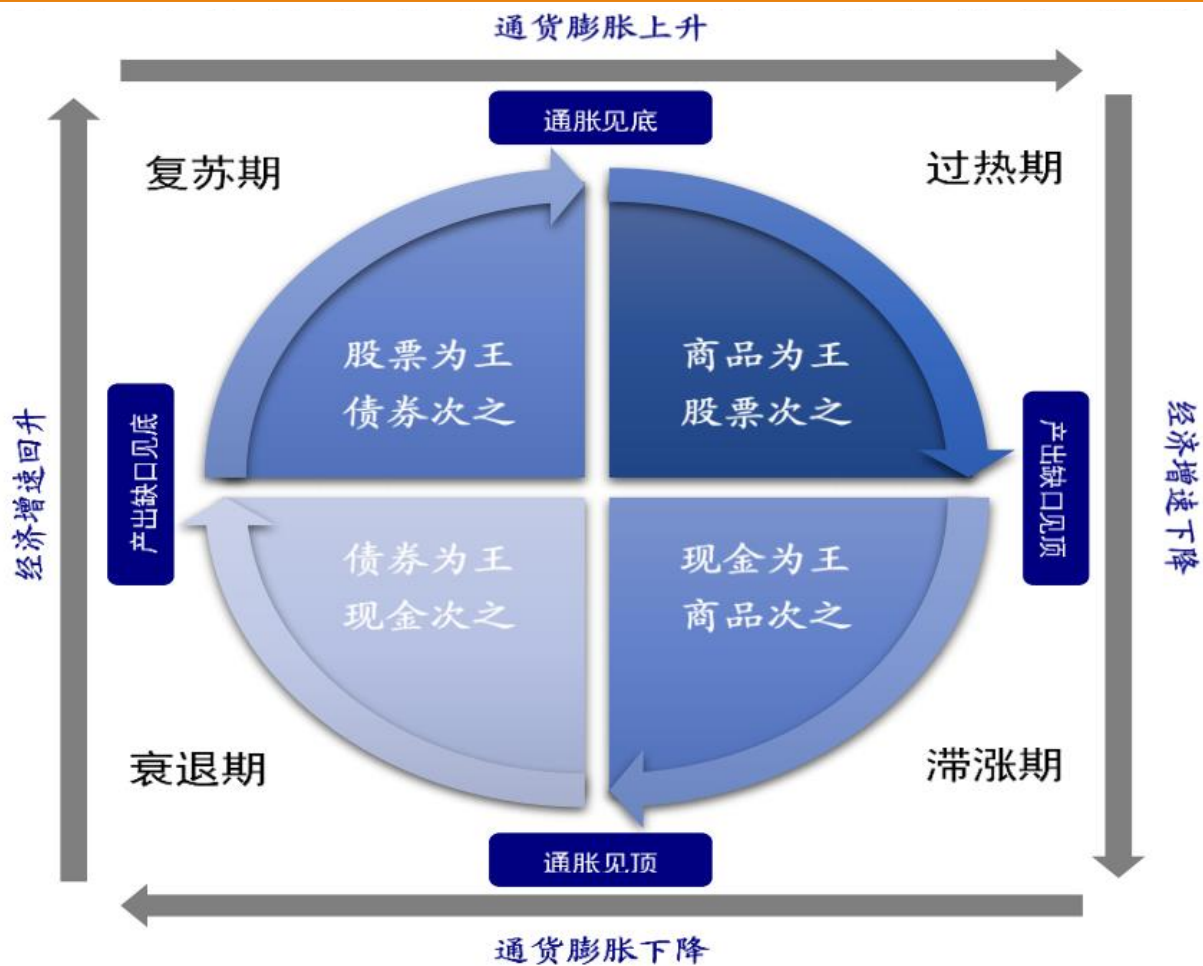 通货膨胀上升
通胀见底
复苏期
过热期
股票为王
债券次之
商品为王
股票次之
经济增速回升
产出缺口见底
产出缺口见顶
经济增速下降
债券为王
现金次之
现金为王
商品次之
衰退期
滞涨期
通胀见顶
通货膨胀下降